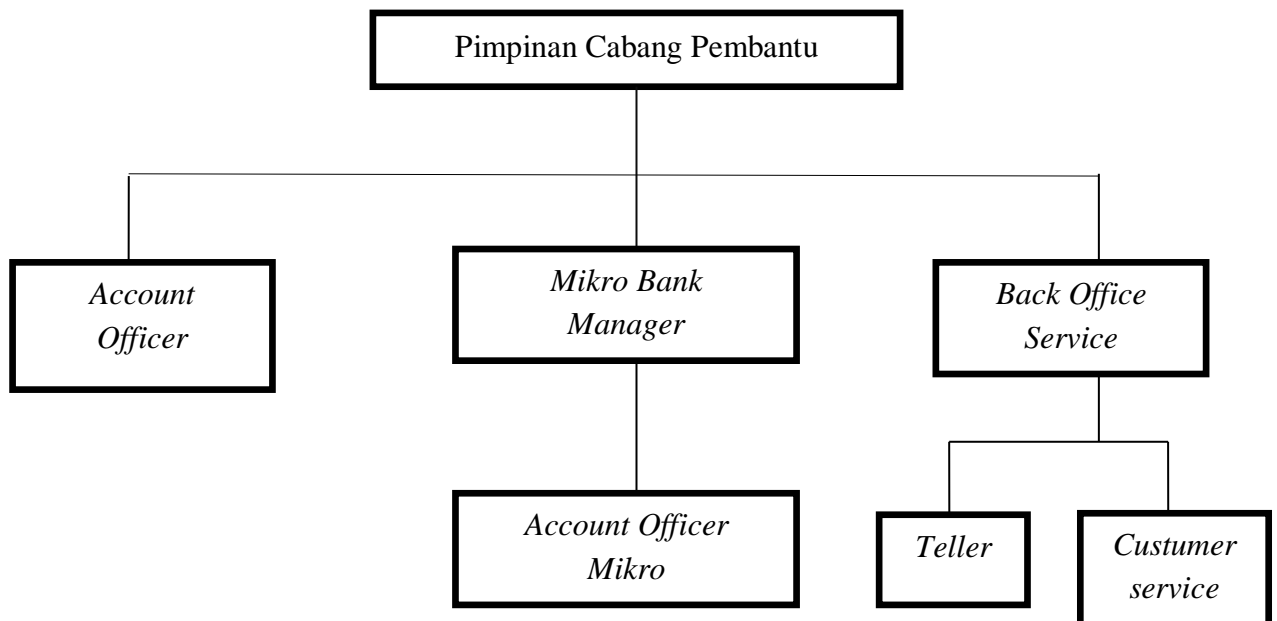 Pimpinan Cabang Pembantu
Account
Officer
Mikro Bank
Manager
Back Office
Service
Account Officer
Mikro
Teller
Custumer
service